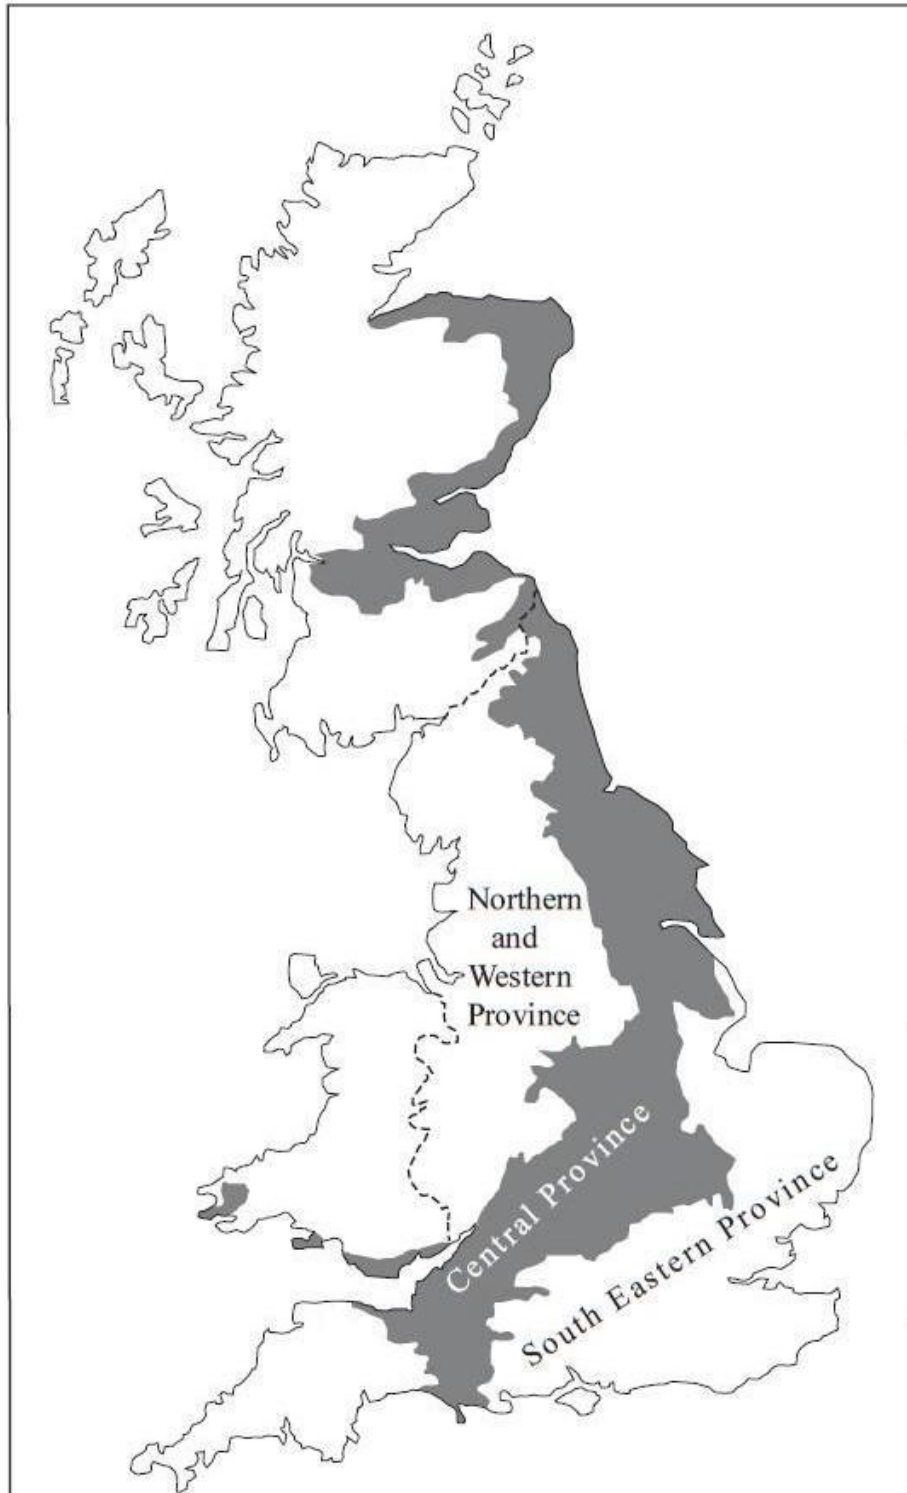 Northern
and
Western
Province
Central Province
South Eastern Province